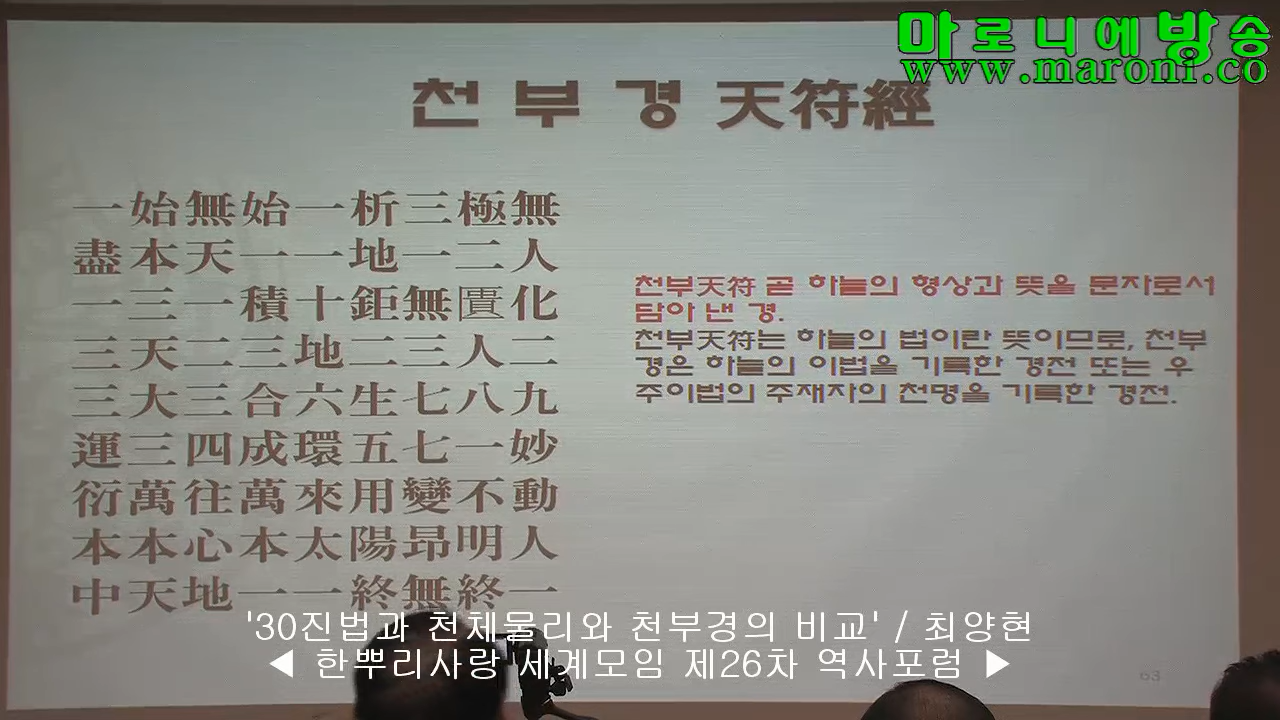 마로니에방송
www.maroni.co
천부경 天符經
一始無始一析三極無
盡本天一一地一二人
一三一積十鉅無匱化
三天二三地二三人二
三大三合六生七八九
運三四成環五七一妙
衍萬往萬來用變不動
本本心本太陽昂明人
中天地一一終無終一
천부天符 곧 하늘의 형상과 뜻을 문자로서
담아 낸 경.
천부天符는 하늘의 법이란 뜻이므로, 천부
경은 하늘의 이법을 기록한 경전 또는 우
주이법의 주재자의 천명을 기록한 경전.
'30진법과 천체물리와 천부경의 비교' / 최양현
◀ 한뿌리사랑 세계모임 제26차 역사포럼 ▶
63